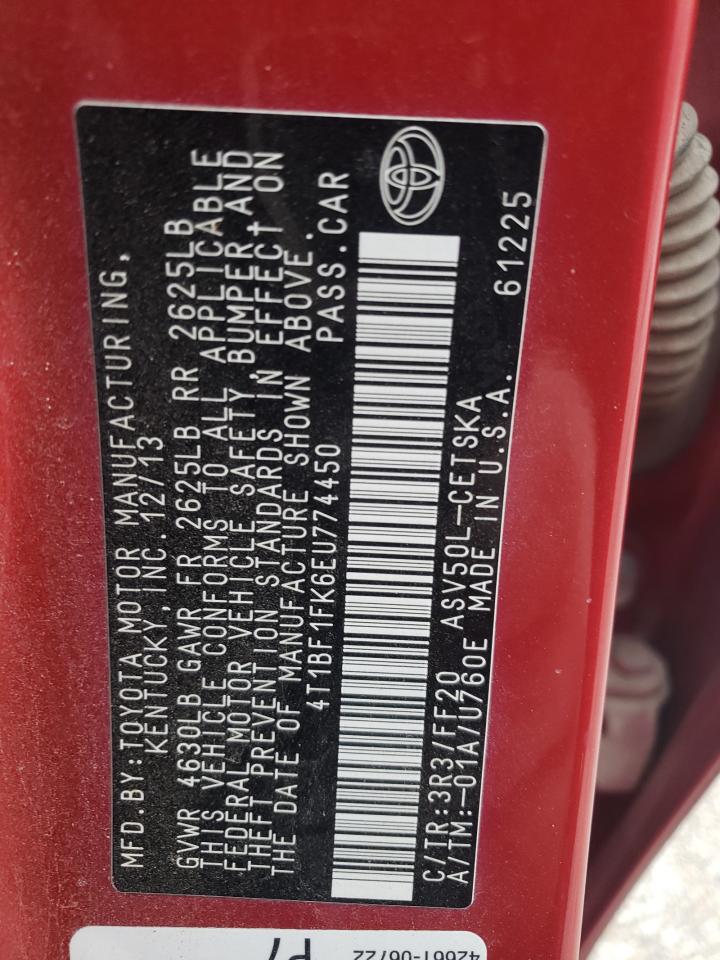 MFD.BY:TOYOTA MOTOR MANUFACTURING,
KENTUCKY,INC.12/13
GVWR 4630LB GAWR FR 2625LB RR 2625LB
THIS VEHICLE CONFORMS TO ALL APPLICABLE
FEDERAL MOTOR VEHICLE SAFETY,BUMPER,AND
THEFT PREVENTION STANDARDS IN EFFECT ON
THE DATE OF MANUFACTURE SHOWN ABOVE.
4T1BF1FK6EU774450 PASS.CAR
C/TR:3R3/FF20 ASV50L-CETSKA
A/TM:-01A/U760E MADE IN U.S.A. 61225
42661-06722